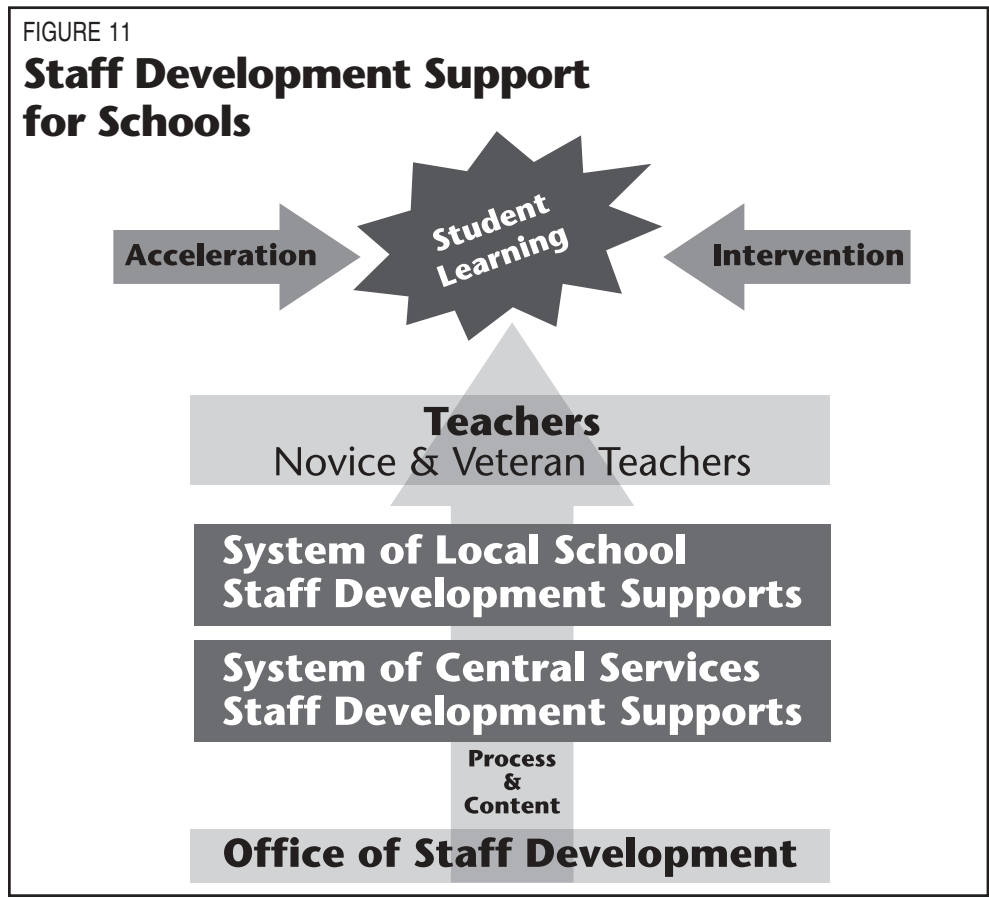 FIGURE 11
Staff Development Support
for Schools
Student
Learning
Acceleration
Intervention
Teachers
Novice & Veteran Teachers
System of Local School
Staff Development Supports
System of Central Services
Staff Development Supports
Process
&
Content
Office of Staff Development